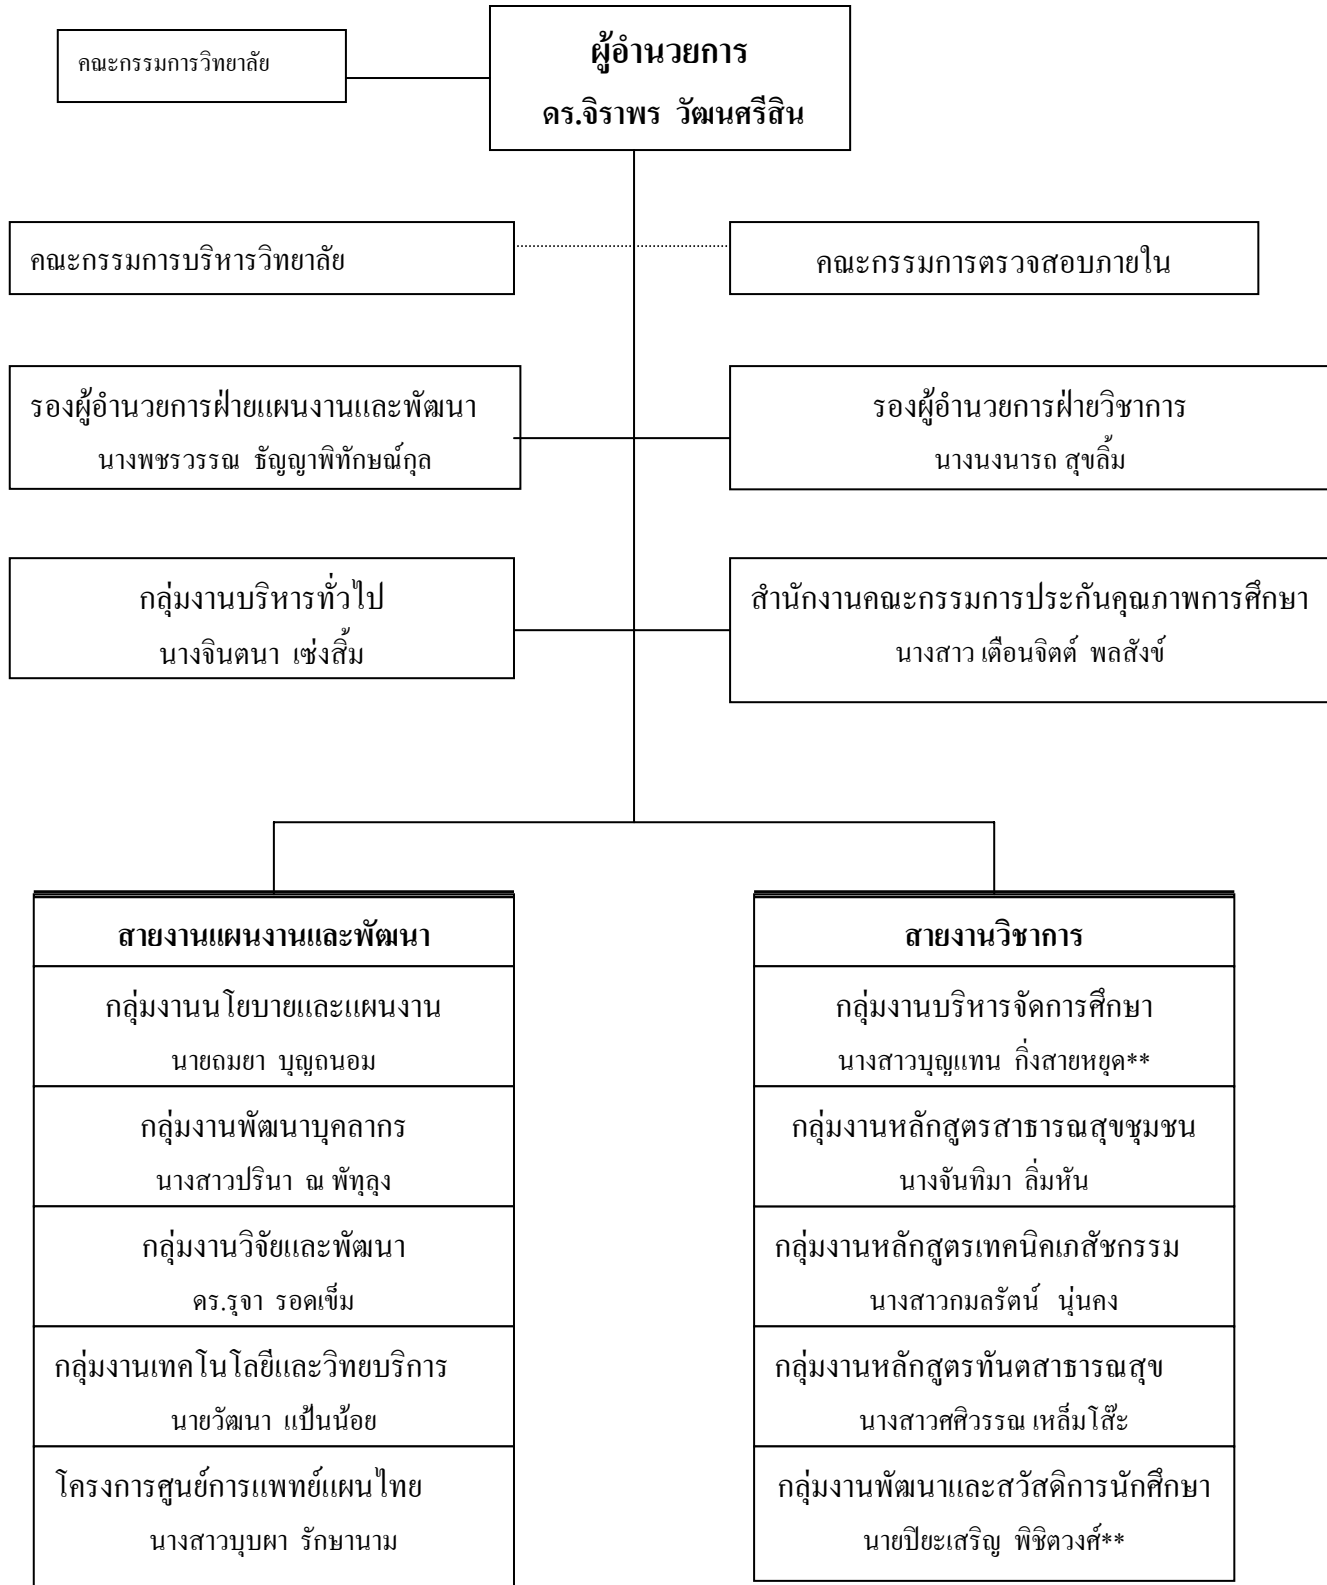 คณะกรรมการวิทยาลัย
ผู้อำนวยการ
ดร.จิราพร วัฒนศรีสิน
คณะกรรมการบริหารวิทยาลัย
คณะกรรมการตรวจสอบภายใน
รองผู้อำนวยการฝ่ายแผนงานและพัฒนา
นางพชรวรรณ ธัญญาพิทักษณ์กุล
รองผู้อำนวยการฝ่ายวิชาการ
นางนงนารถ สุขลิ้ม
กลุ่มงานบริหารทั่วไป
นางจินตนา เซ่งสิ้ม
สำนักงานคณะกรรมการประกันคุณภาพการศึกษา
นางสาว เตือนจิตต์ พลสังข์
สายงานแผนงานและพัฒนา
กลุ่มงานนโยบายและแผนงาน
นายถมยา บุญถนอม
กลุ่มงานพัฒนาบุคลากร
นางสาวปรินา ณ พัทลุง
กลุ่มงานวิจัยและพัฒนา
ดร.รุจา รอดเข็ม
กลุ่มงานเทคโนโลยีและวิทยบริการ
นายวัฒนา แป้นน้อย
โครงการศูนย์การแพทย์แผนไทย
นางสาวบุบผา รักษานาม
สายงานวิชาการ
กลุ่มงานบริหารจัดการศึกษา
นางสาวบุญแทน กิ่งสายหยุด**
กลุ่มงานหลักสูตรสาธารณสุขชุมชน
นางจันทิมา ลิ่มหัน
กลุ่มงานหลักสูตรเทคนิคเภสัชกรรม
นางสาวกมลรัตน์ นุ่นคง
กลุ่มงานหลักสูตรทันตสาธารณสุข
นางสาวศศิวรรณ เหล็มโส๊ะ
กลุ่มงานพัฒนาและสวัสดิการนักศึกษา
นายปิยะเสริญ พิชิตวงศ์**